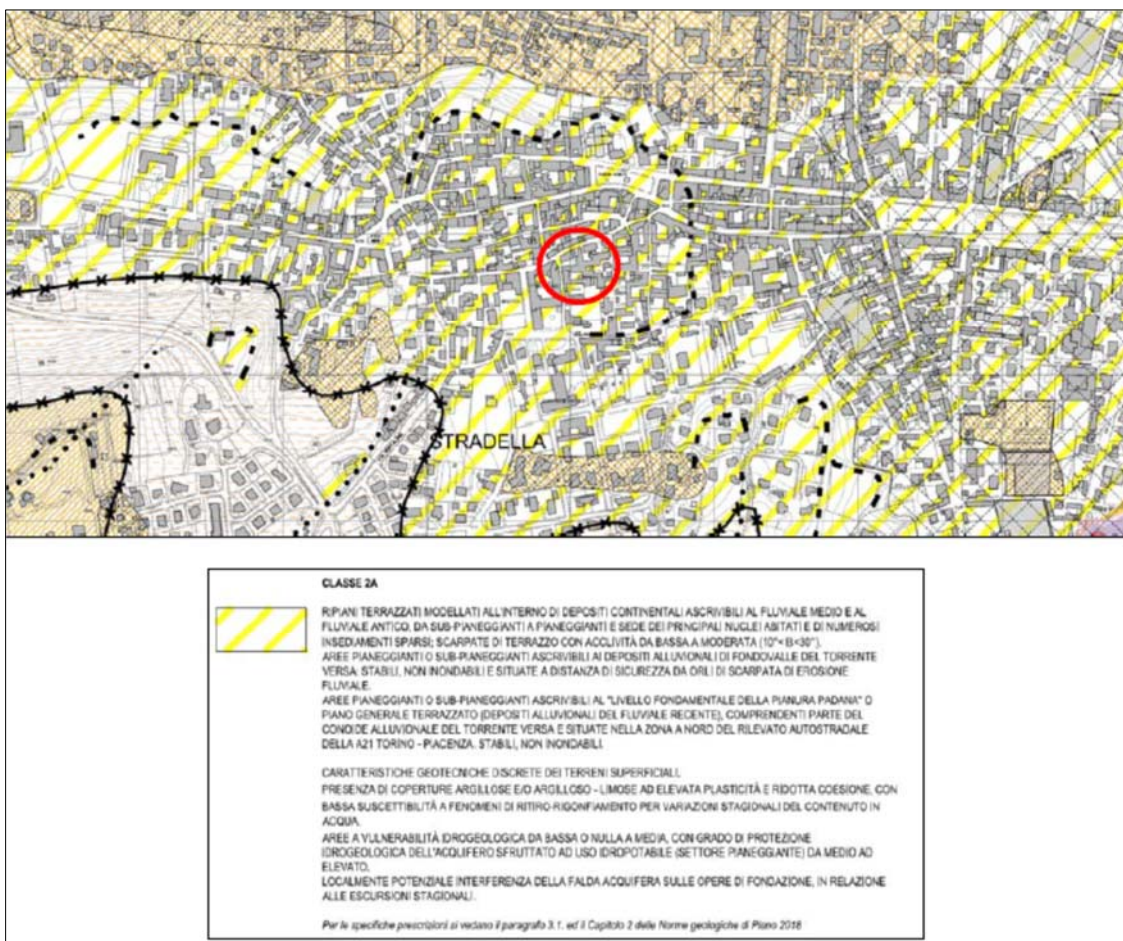 STRADELLA
CLASSE 2A
RIPIANI TERRAZZATI MODELLATI ALL'INTERNO DI DEPOSITI CONTINENTALI ASCRIVIBILI AL FLUVIALE MEDIO E AL
FLUVIALE ANTICO, DA SUB-PIANEGGIANTI A PIANEGGIANTI E SEDE DEI PRINCIPALI NUCLEI ABITATI E DI NUMEROSI
INSEDIAMENTI SPARSI; SCARPATE DI TERRAZZO CON ACCLIVITÀ DA BASSA A MODERATA (10°< ß<30°).
AREE PIANEGGIANTI O SUB-PIANEGGIANTI ASCRIVIBILI AI DEPOSITI ALLUVIONALI DI FONDOVALLE DEL TORRENTE
VERSA: STABILI, NON INONDABILI E SITUATE A DISTANZA DI SICUREZZA DA ORLI DI SCARPATA DI EROSIONE
FLUVIALE.
AREE PIANEGGIANTI O SUB-PIANEGGIANTI ASCRIVIBILI AL "LIVELLO FONDAMENTALE DELLA PIANURA PADANA" O
PIANO GENERALE TERRAZZATO (DEPOSITI ALLUVIONALI DEL FLUVIALE RECENTE), COMPRENDENTI PARTE DEL
CONOIDE ALLUVIONALE DEL TORRENTE VERSA E SITUATE NELLA ZONA A NORD DEL RILEVATO AUTOSTRADALE
DELLA A21 TORINO - PIACENZA. STABILI, NON INONDABILI.
CARATTERISTICHE GEOTECNICHE DISCRETE DEI TERRENI SUPERFICIALI.
PRESENZA DI COPERTURE ARGILLOSE E/O ARGILLOSO - LIMOSE AD ELEVATA PLASTICITÀ E RIDOTTA COESIONE, CON
BASSA SUSCETTIBILITÀ A FENOMENI DI RITIRO-RIGONFIAMENTO PER VARIAZIONI STAGIONALI DEL CONTENUTO IN
ACQUA.
AREE A VULNERABILITÀ IDROGEOLOGICA DA BASSA O NULLA A MEDIA, CON GRADO DI PROTEZIONE
IDROGEOLOGICA DELL'ACQUIFERO SFRUTTATO AD USO IDROPOTABILE (SETTORE PIANEGGIANTE) DA MEDIO AD
ELEVATO.
LOCALMENTE POTENZIALE INTERFERENZA DELLA FALDA ACQUIFERA SULLE OPERE DI FONDAZIONE, IN RELAZIONE
ALLE ESCURSIONI STAGIONALI.
Per le specifiche prescrizioni si vedano il paragrafo 3.1. ed il Capitolo 2 delle Norme geologiche di Piano 2018